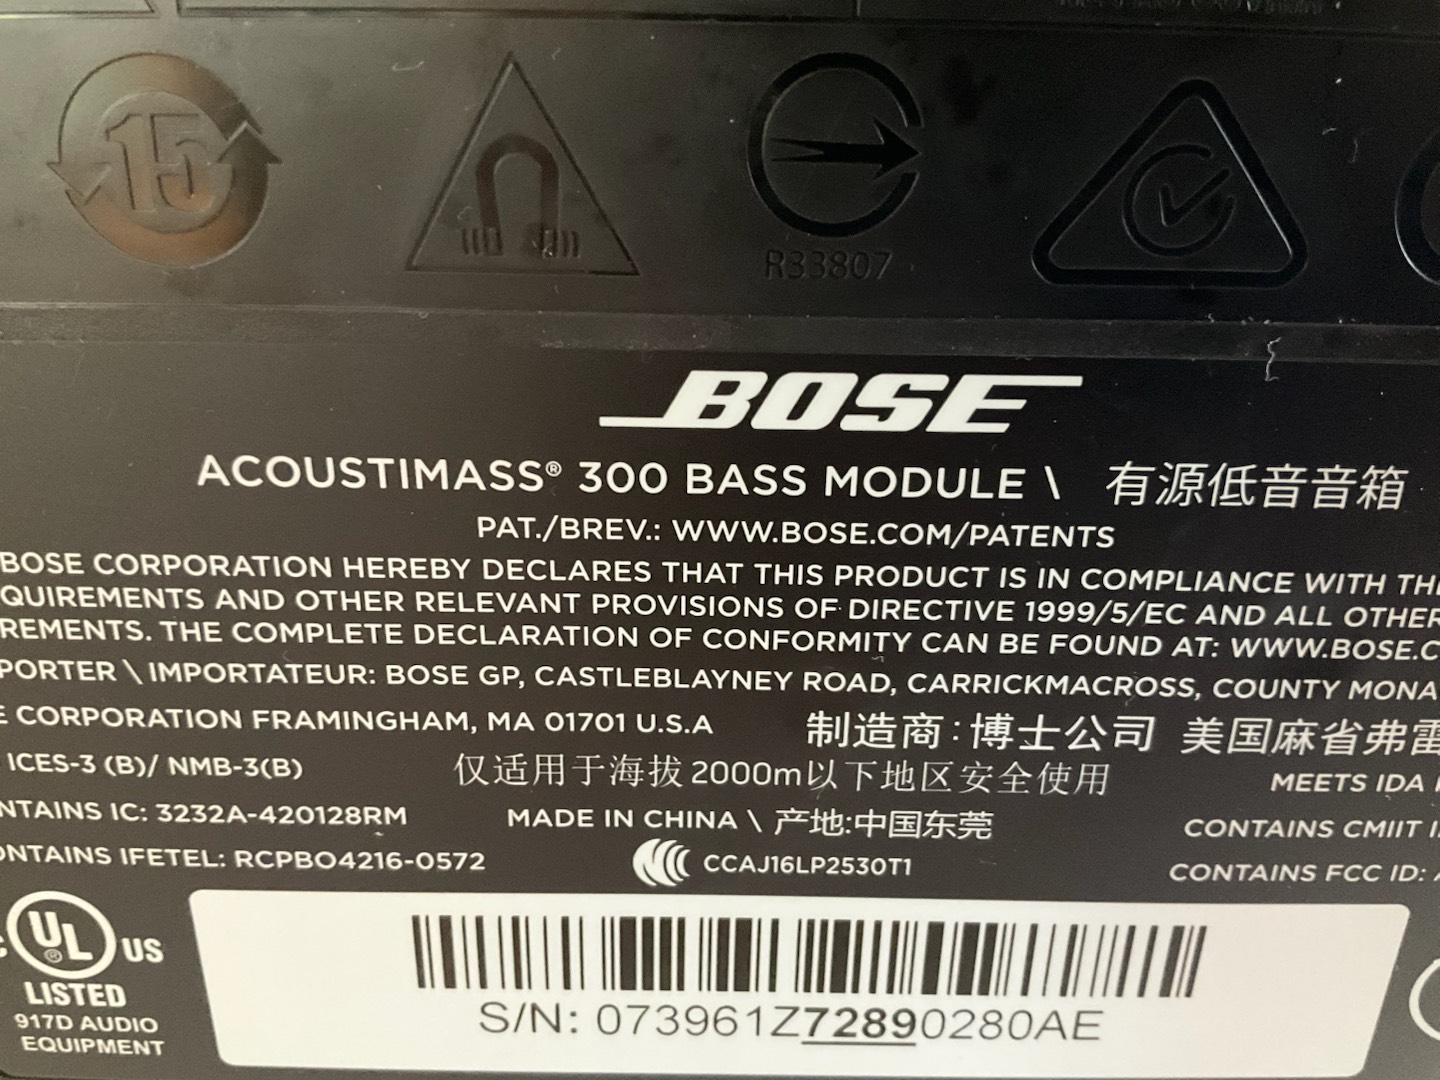 15
R33807
BOSE
ACOUSTIMASS® 300 BASS MODULE \ 有源低音音箱
PAT./BREV.: WWW.BOSE.COM/PATENTS
BOSE CORPORATION HEREBY DECLARES THAT THIS PRODUCT IS IN COMPLIANCE WITH THE
QUIREMENTS AND OTHER RELEVANT PROVISIONS OF DIRECTIVE 1999/5/EC AND ALL OTHER
REMENTS. THE COMPLETE DECLARATION OF CONFORMITY CAN BE FOUND AT: WWW.BOSE.C
PORTER \ IMPORTATEUR: BOSE GP, CASTLEBLAYNEY ROAD, CARRICKMACROSS, COUNTY MONA
E CORPORATION FRAMINGHAM, MA 01701 U.S.A 制造商:博士公司 美国麻省弗雷
ICES-3 (B)/ NMB-3(B) 仅适用于海拔2000m以下地区安全使用 MEETS IDA
NTAINS IC: 3232A-420128RM MADE IN CHINA \ 产地:中国东莞 CONTAINS CMIIT I
ONTAINS IFETEL: RCPBO4216-0572 CCAJ16LP2530T1 CONTAINS FCC ID:
c UL ® US
LISTED
917D AUDIO
EQUIPMENT
S/N: 073961Z72890280AE